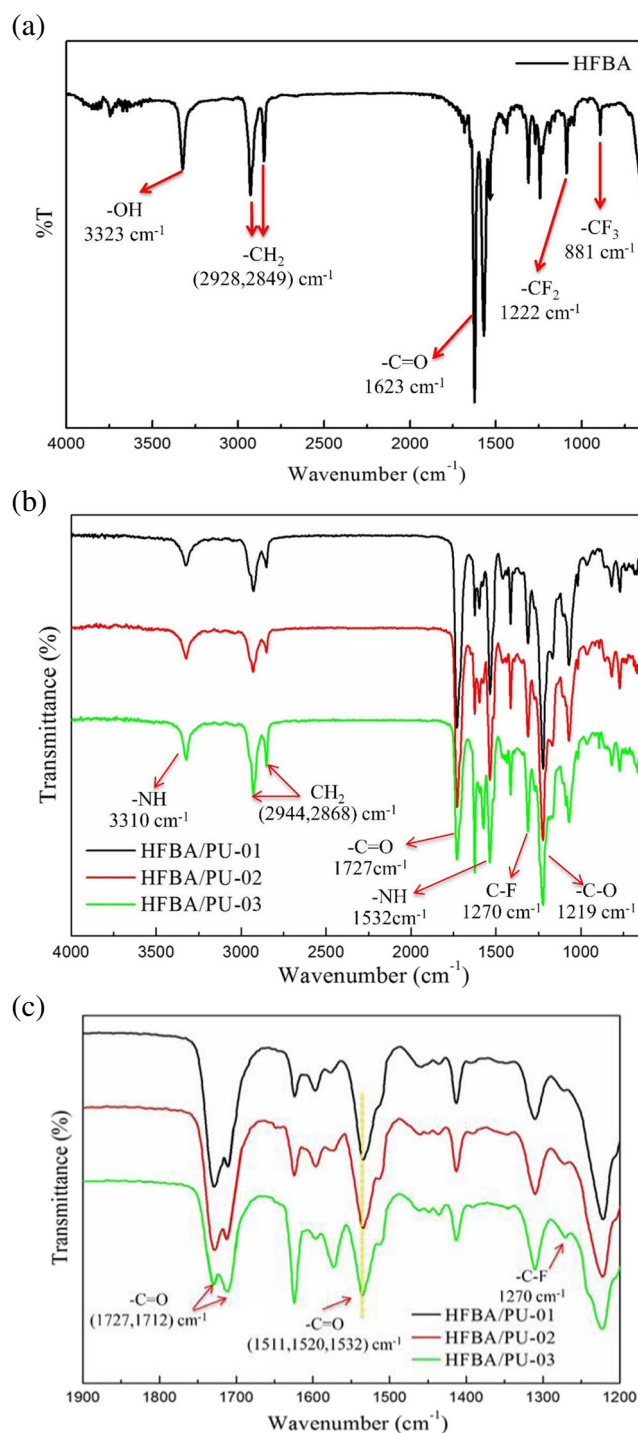 (a)
HFBA
%T
-OH
3323 cm-1
-CH2
(2928,2849) cm-1
-C=O
1623 cm-1
-CF2
1222 cm-1
-CF3
881 cm-1
4000 3500 3000 2500 2000 1500 1000
Wavenumber (cm-1)
(b)
Transmittance (%)
-NH
3310 cm-1
CH2
(2944,2868) cm-1
-C=O
1727cm-1
-NH
1532cm-1
C-F
1270 cm-1
-C-O
1219 cm-1
HFBA/PU-01
HFBA/PU-02
HFBA/PU-03
4000 3500 3000 2500 2000 1500 1000
Wavenumber (cm-1)
(c)
Transmittance (%)
-C=O
(1727,1712) cm-1
-C=O
(1511,1520,1532) cm-1
-C-F
1270 cm-1
HFBA/PU-01
HFBA/PU-02
HFBA/PU-03
1900 1800 1700 1600 1500 1400 1300 1200
Wavenumber (cm-1)